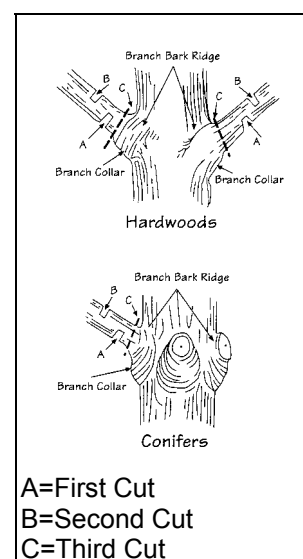 Branch Bark Ridge
B
C
C
B
A
A
Branch Collar
Branch Collar
Hardwoods
Branch Bark Ridge
B
C
A
Branch Collar
Conifers
A=First Cut
B=Second Cut
C=Third Cut